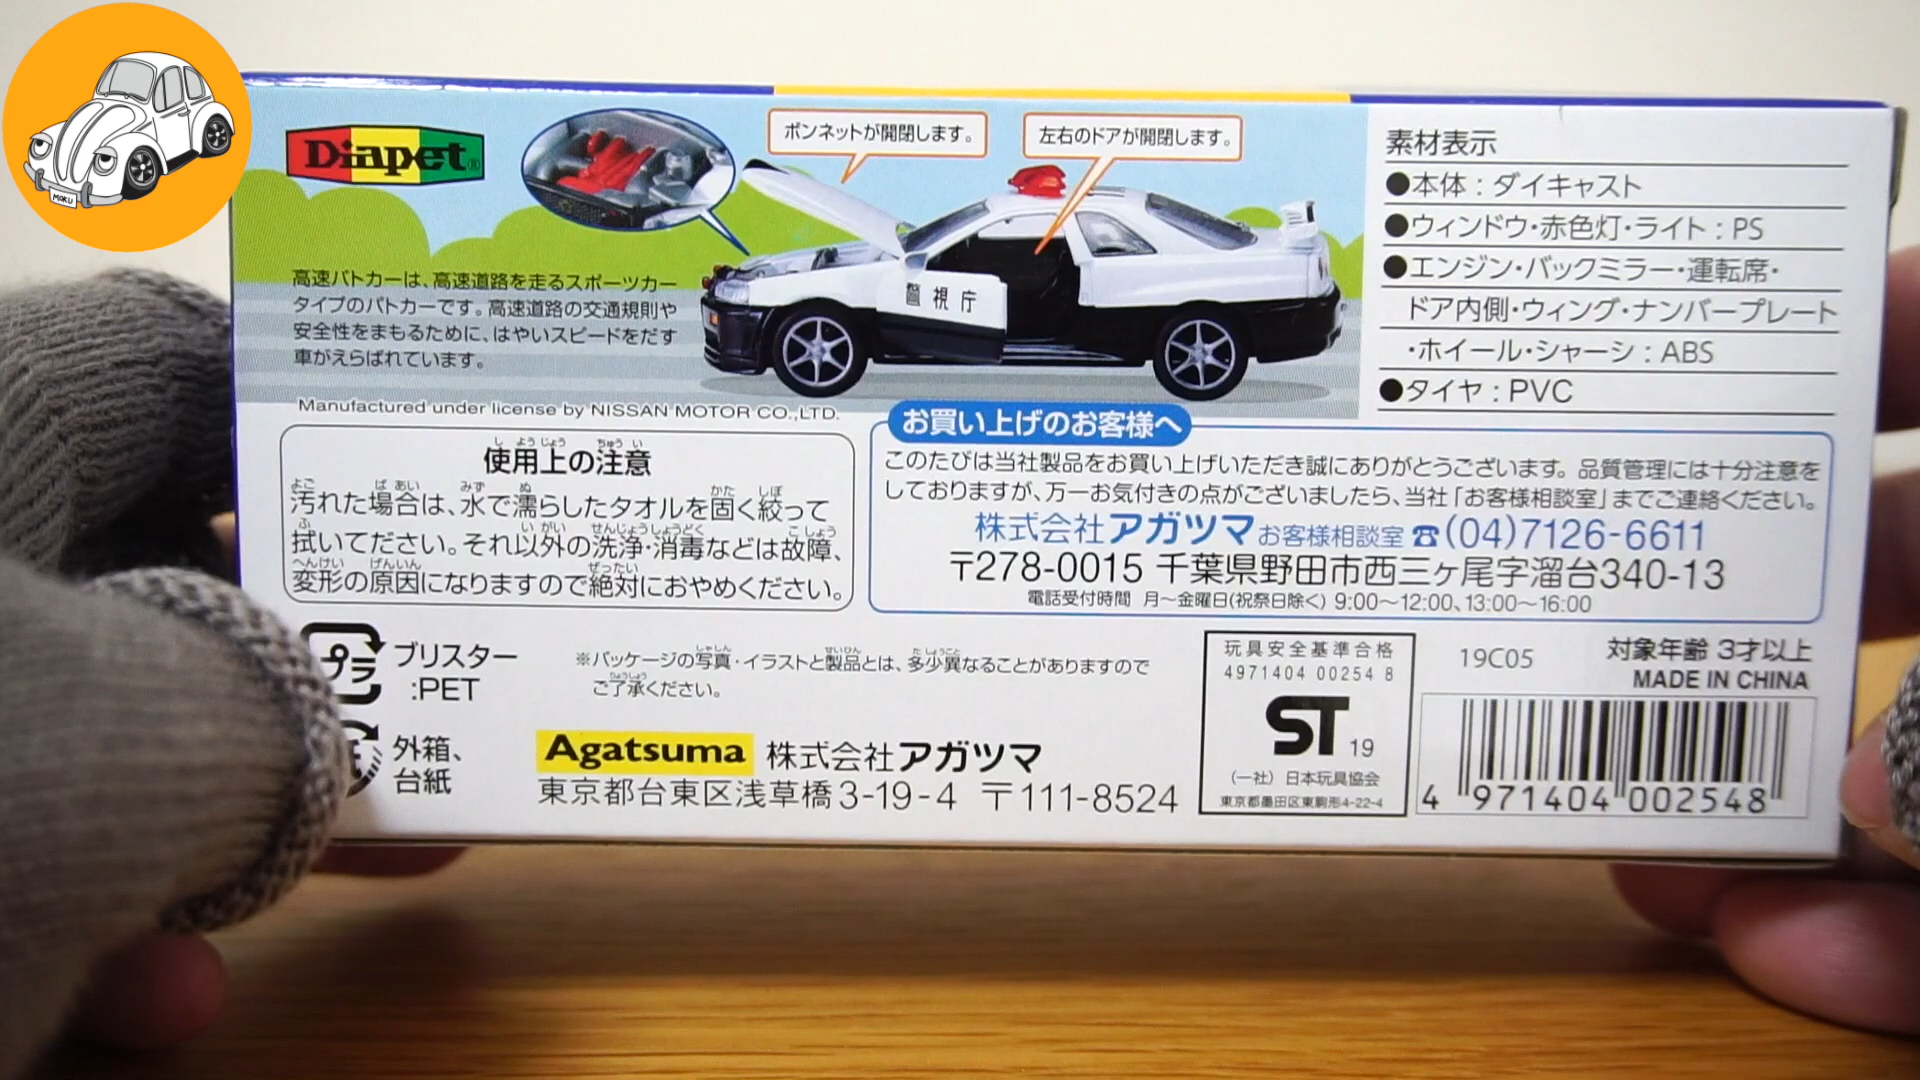 MOKU
Diapet
ボンネットが開閉します。
左右のドアが開閉します。
警視庁
高速パトカーは、高速道路を走るスポーツカー
タイプのパトカーです。高速道路の交通規則や
安全性をまもるために、はやいスピードをだす
車がえらばれています。
Manufactured under license by NISSAN MOTOR CO.,LTD.
素材表示
●本体：ダイキャスト
●ウィンドウ・赤色灯・ライト：PS
●エンジン・バックミラー・運転席・
ドア内側・ウィング・ナンバープレート
・ホイール・シャーシ：ABS
●タイヤ：PVC
使用上の注意
汚れた場合は、水で濡らしたタオルを固く絞って
拭いてださい。それ以外の洗浄・消毒などは故障、
変形の原因になりますので絶対におやめください。
お買い上げのお客様へ
このたびは当社製品をお買い上げいただき誠にありがとうございます。品質管理には十分注意を
しておりますが、万一お気付きの点がございましたら、当社「お客様相談室」までご連絡ください。
株式会社アガツマお客様相談室☎(04)7126-6611
〒278-0015 千葉県野田市西三ヶ尾字溜台340-13
電話受付時間 月〜金曜日(祝祭日除く) 9:00〜12:00、13:00〜16:00
プラ
ブリスター
:PET
外箱、
台紙
※パッケージの写真・イラストと製品とは、多少異なることがありますので
ご了承ください。
Agatsuma 株式会社アガツマ
東京都台東区浅草橋3-19-4 〒111-8524
玩具安全基準合格
4971404 00254 8
ST 19
(一社) 日本玩具協会
東京都墨田区東駒形4-22-4
19C05
対象年齢 3才以上
MADE IN CHINA
4 971404 002548